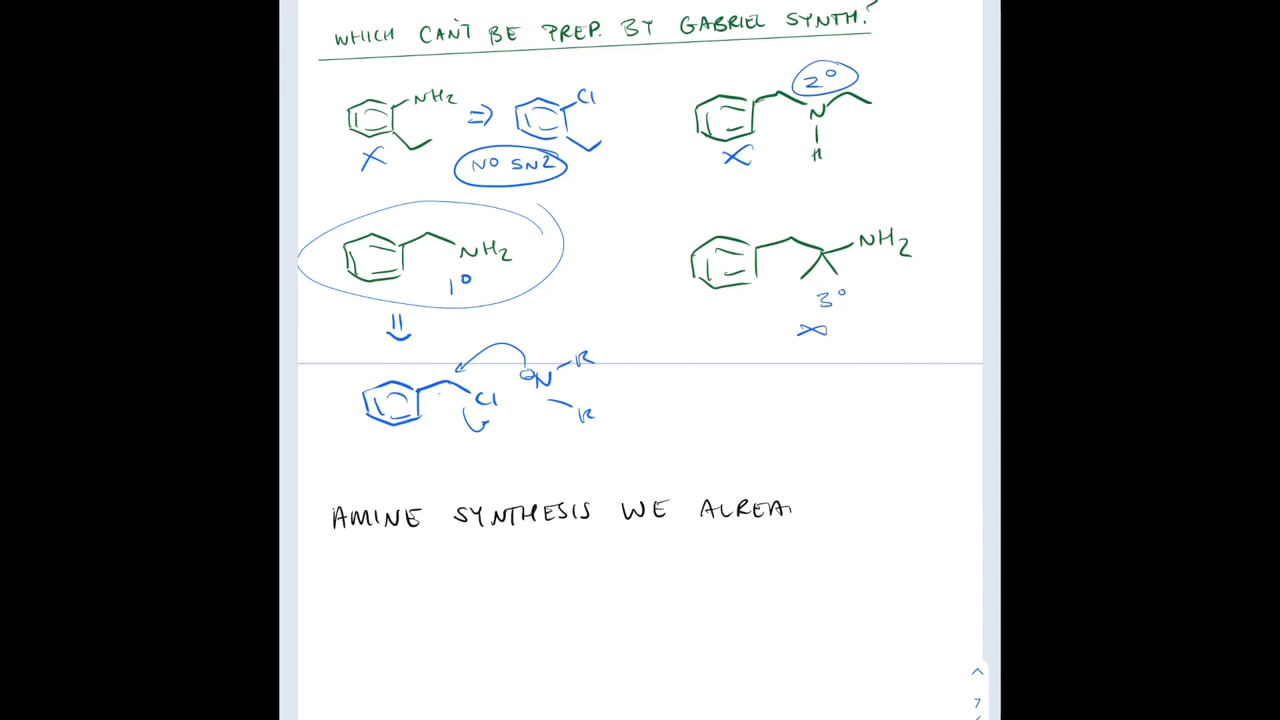 WHICH CAN'T BE PREP. BY GABRIEL SYNTH.?
NH2
⇒
Cl
NO SN2
X
2°
N
H
X
NH2
1°
NH2
3°
X
Cl
⊖N
R
R
AMINE SYNTHESIS WE ALREA
7